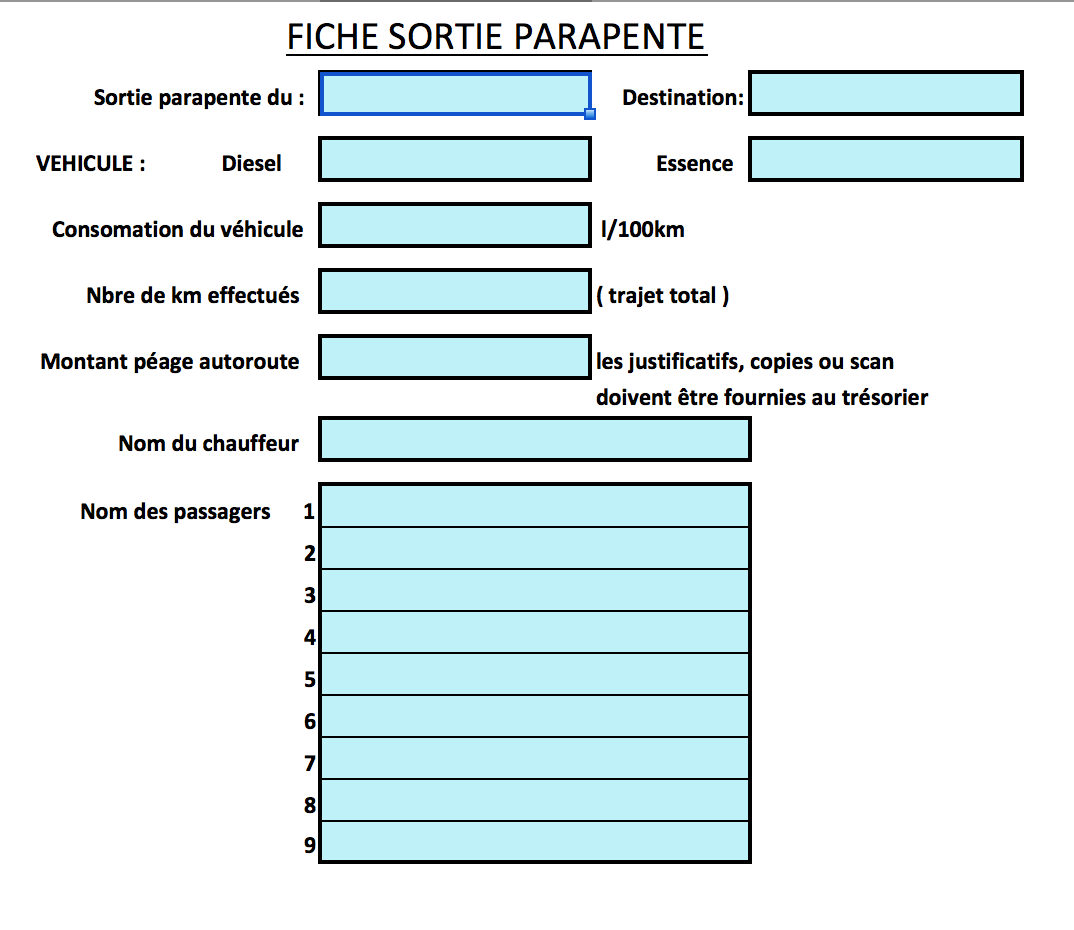 FICHE SORTIE PARAPENTE
Sortie parapente du : Destination:
VEHICULE : Diesel Essence
Consomation du véhicule l/100km
Nbre de km effectués ( trajet total )
Montant péage autoroute les justificatifs, copies ou scan
doivent être fournies au trésorier
Nom du chauffeur
Nom des passagers 1
2
3
4
5
6
7
8
9